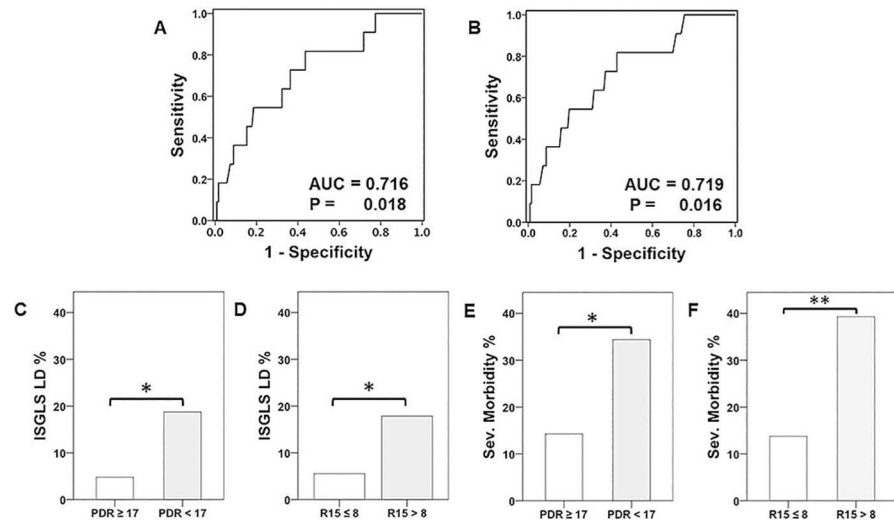 A
1.0
0.8
0.6
0.4
0.2
0.0
Sensitivity
AUC = 0.716
P = 0.018
0.0 0.2 0.4 0.6 0.8 1.0
1 - Specificity
B
1.0
0.8
0.6
0.4
0.2
0.0
Sensitivity
AUC = 0.719
P = 0.016
0.0 0.2 0.4 0.6 0.8 1.0
1 - Specificity
C
40
30
20
10
0
ISGLS LD %
*
PDR ≥ 17 PDR < 17
D
40
30
20
10
0
ISGLS LD %
*
R15 ≤ 8 R15 > 8
E
40
30
20
10
0
Sev. Morbidity %
*
PDR ≥ 17 PDR < 17
F
40
30
20
10
0
Sev. Morbidity %
**
R15 ≤ 8 R15 > 8